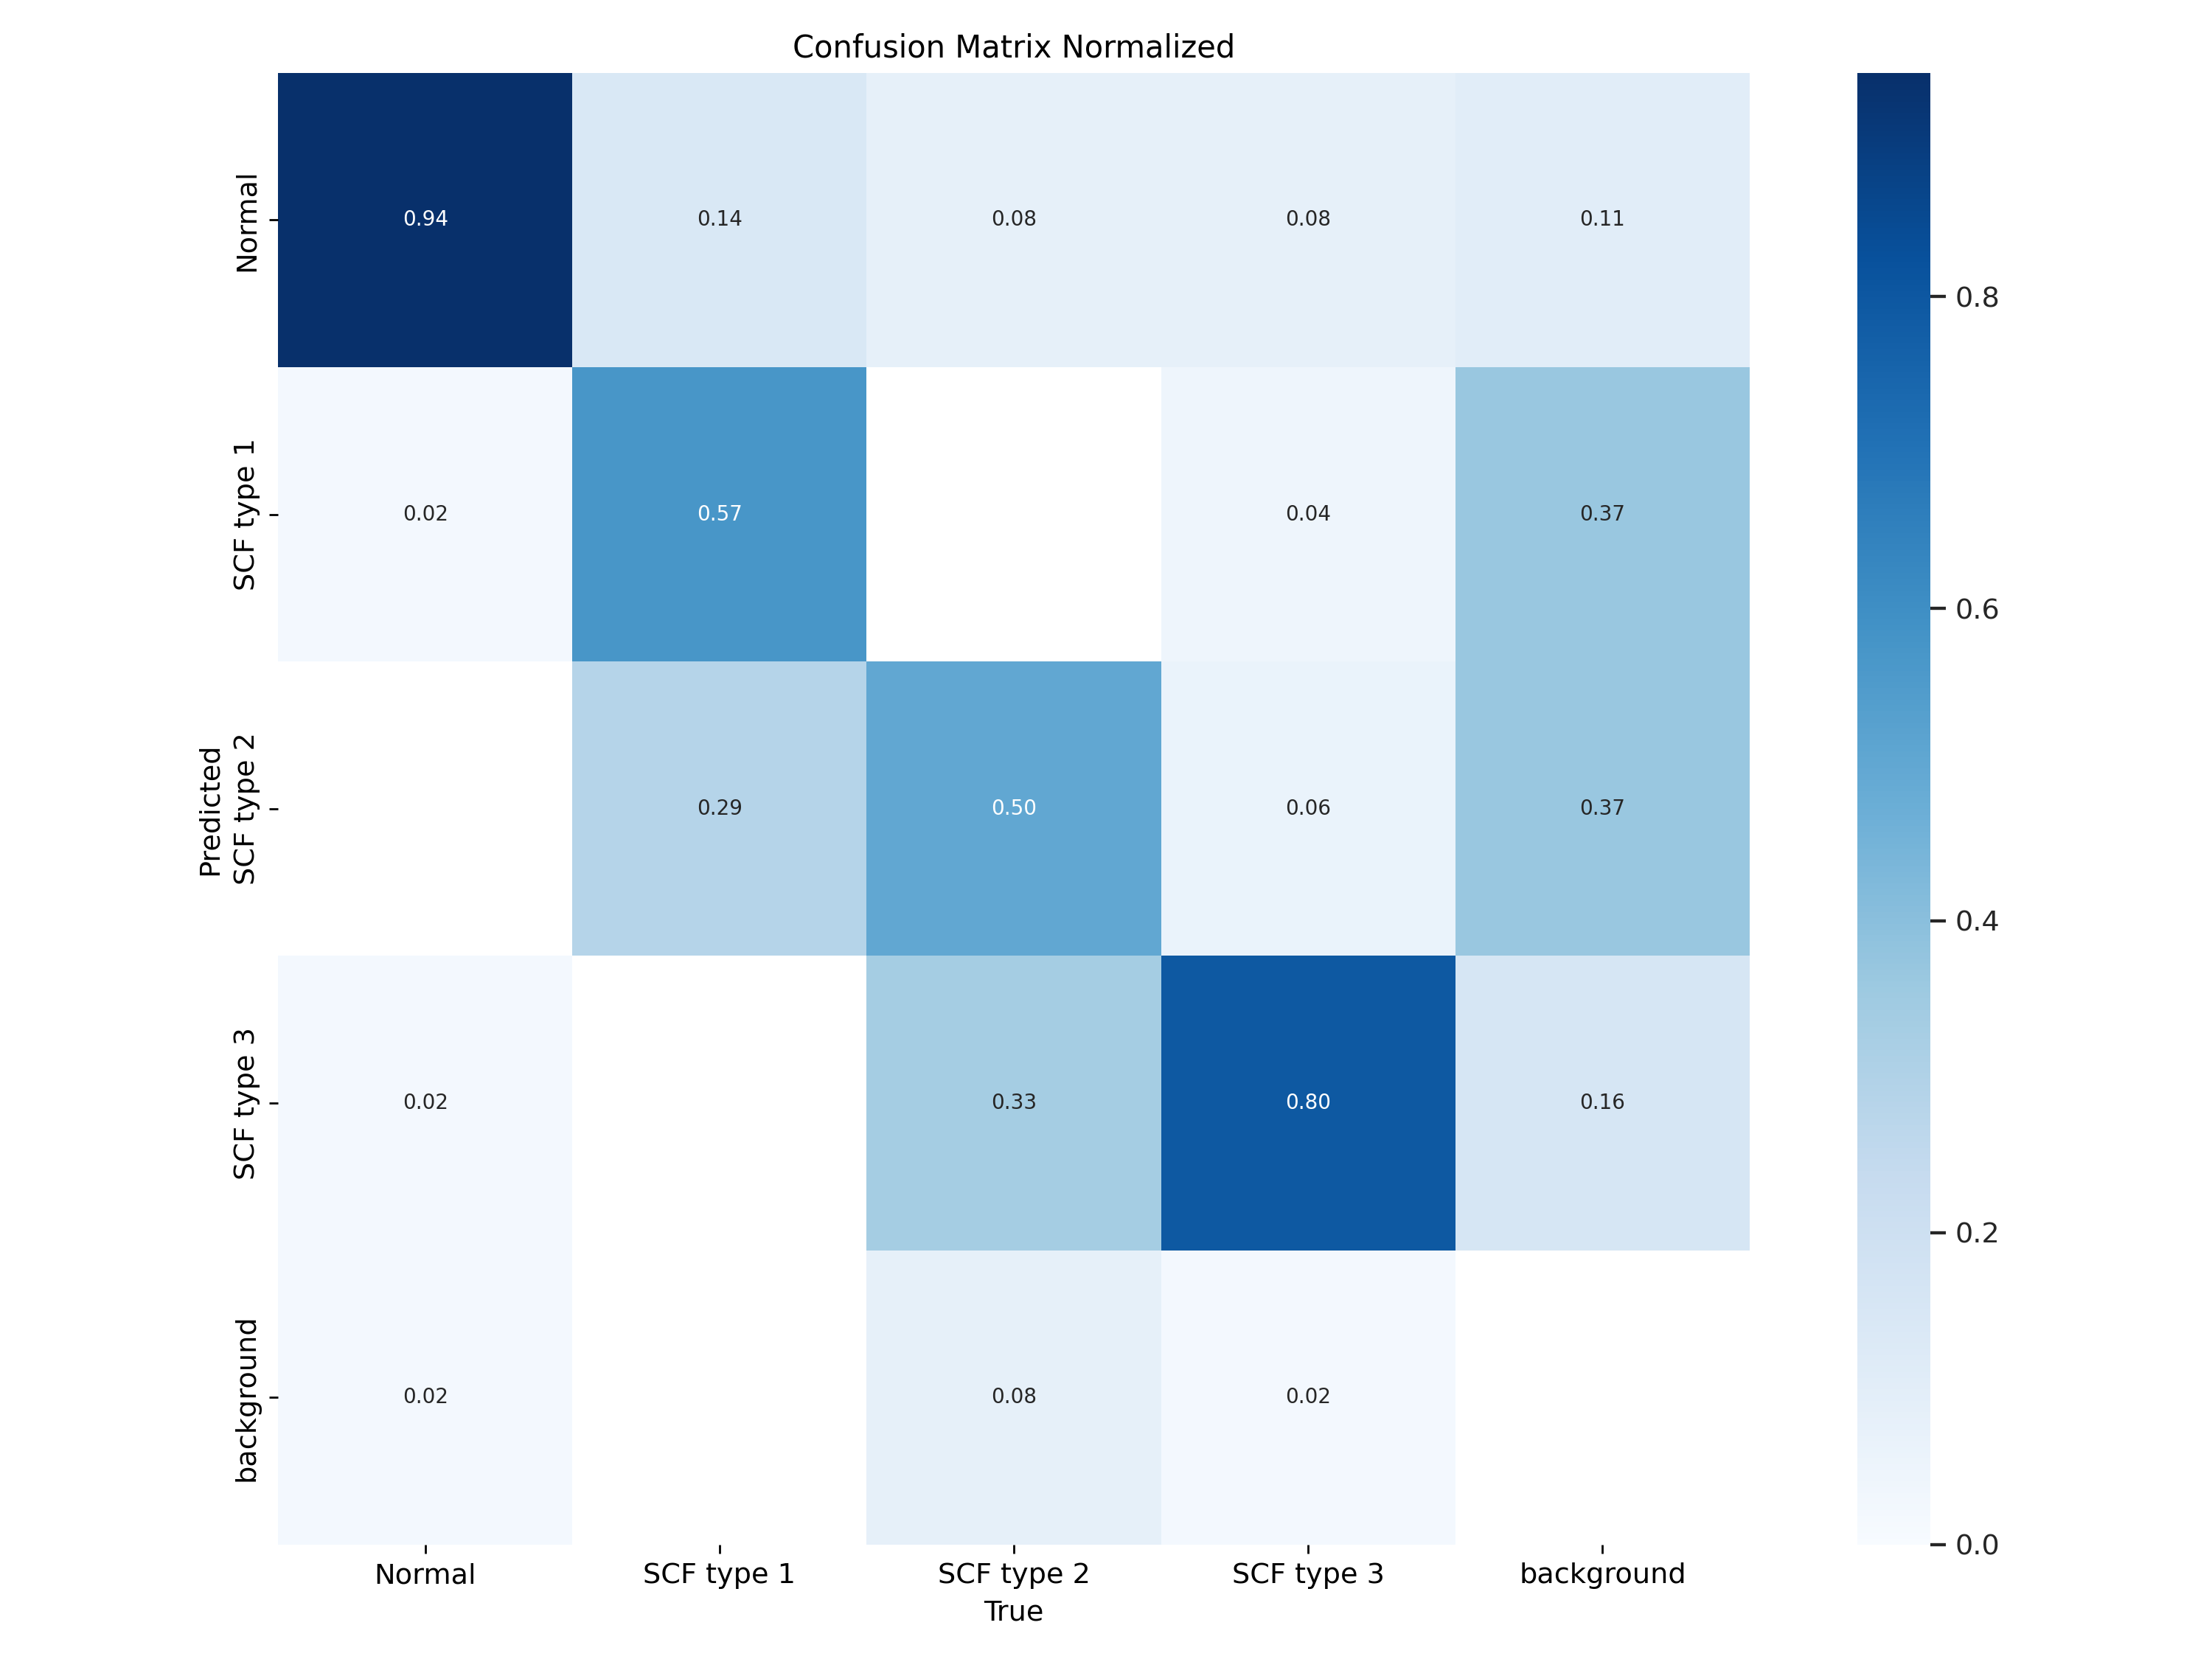 Confusion Matrix Normalized
Normal
0.94 0.14 0.08 0.08 0.11
0.8
SCF type 1
0.02 0.57 0.04 0.37
0.6
Predicted
SCF type 2
0.29 0.50 0.06 0.37
0.4
SCF type 3
0.02 0.33 0.80 0.16
0.2
background
0.02 0.08 0.02
0.0
Normal SCF type 1 SCF type 2 SCF type 3 background
True